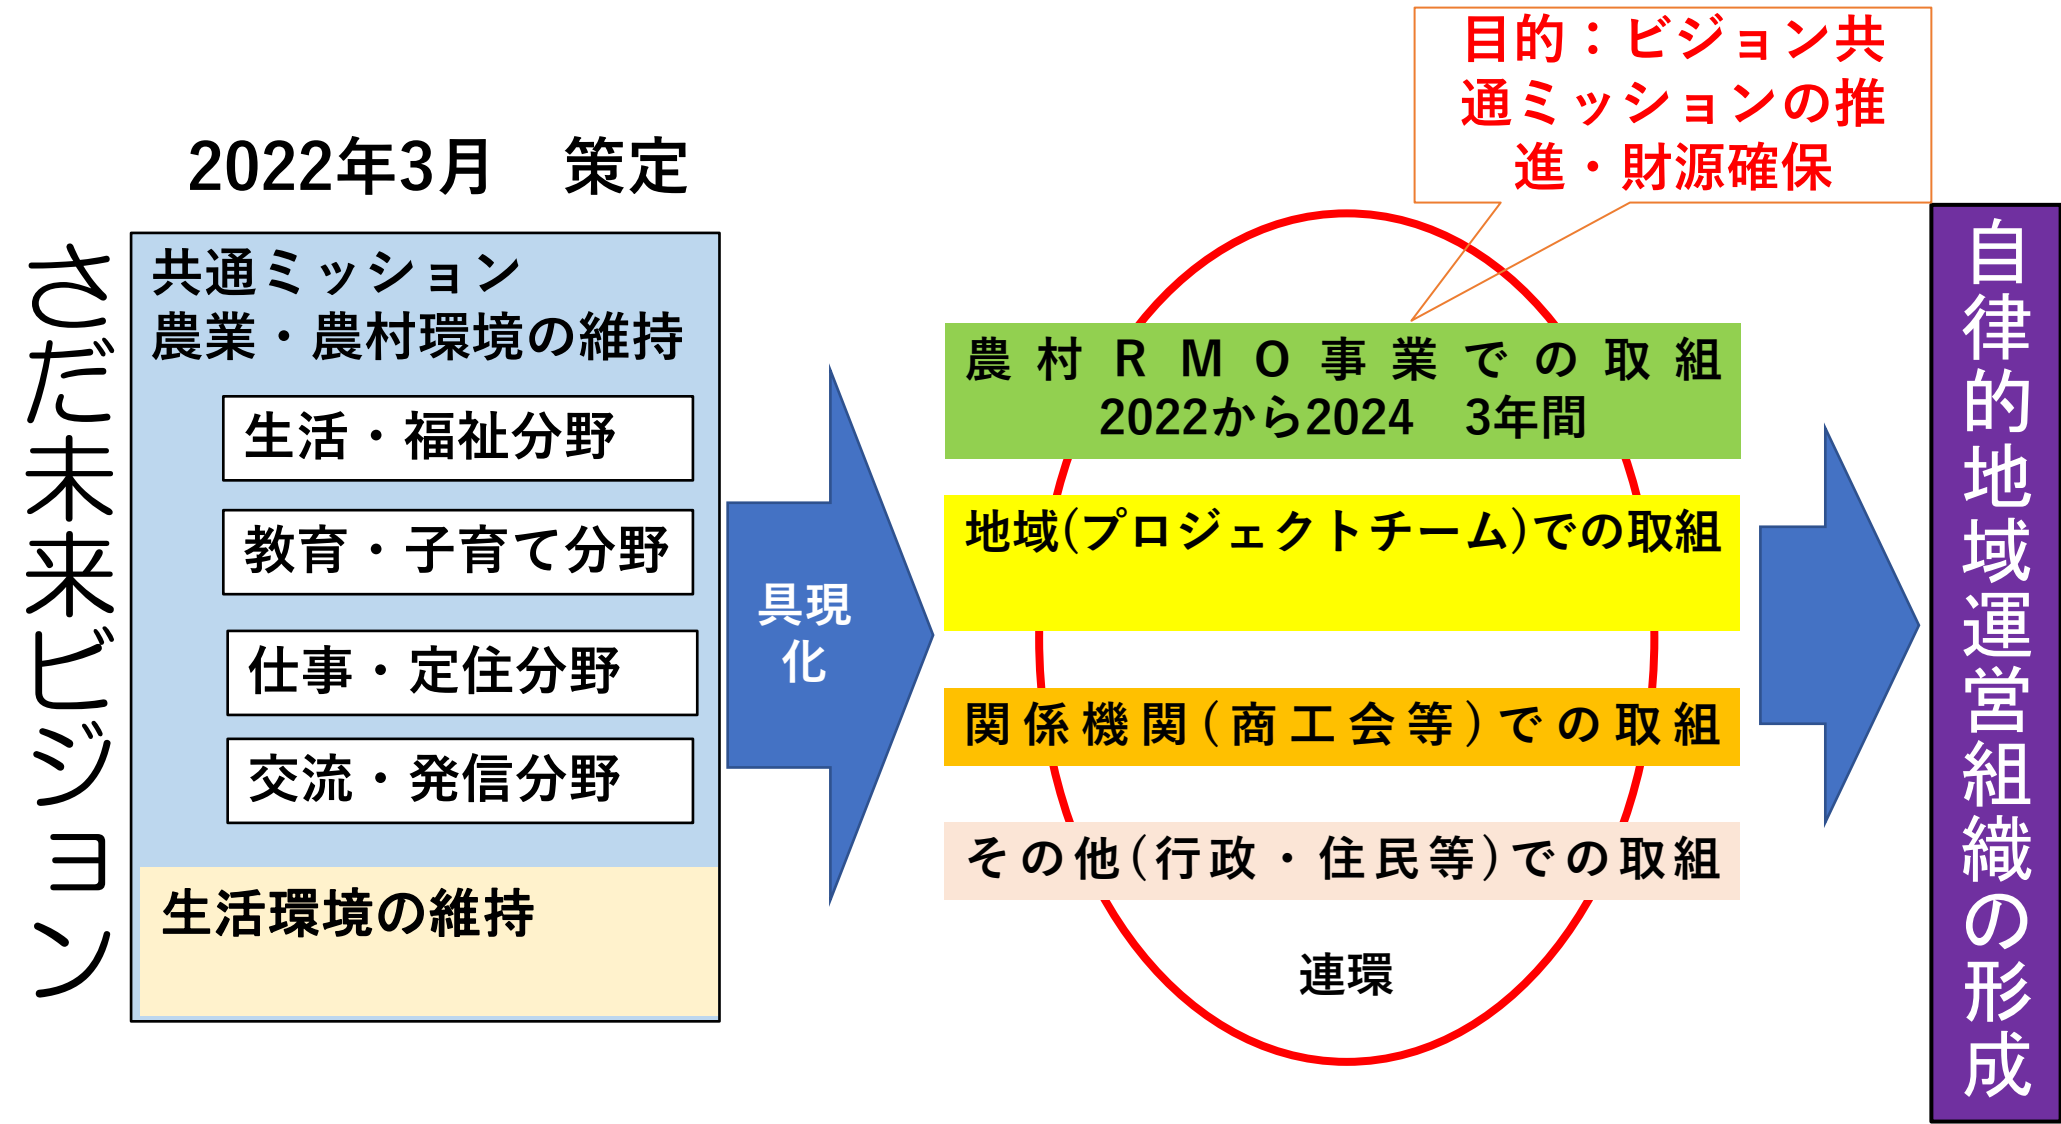 2022年3月　策定
さだ未来ビジョン
共通ミッション
農業・農村環境の維持
生活・福祉分野
教育・子育て分野
仕事・定住分野
交流・発信分野
生活環境の維持
具現
化
目的：ビジョン共
通ミッションの推
進・財源確保
農村ＲＭＯ事業での取組
2022から2024　3年間
地域(プロジェクトチーム)での取組
関係機関(商工会等)での取組
その他(行政・住民等)での取組
連環
自律的地域運営組織の形成